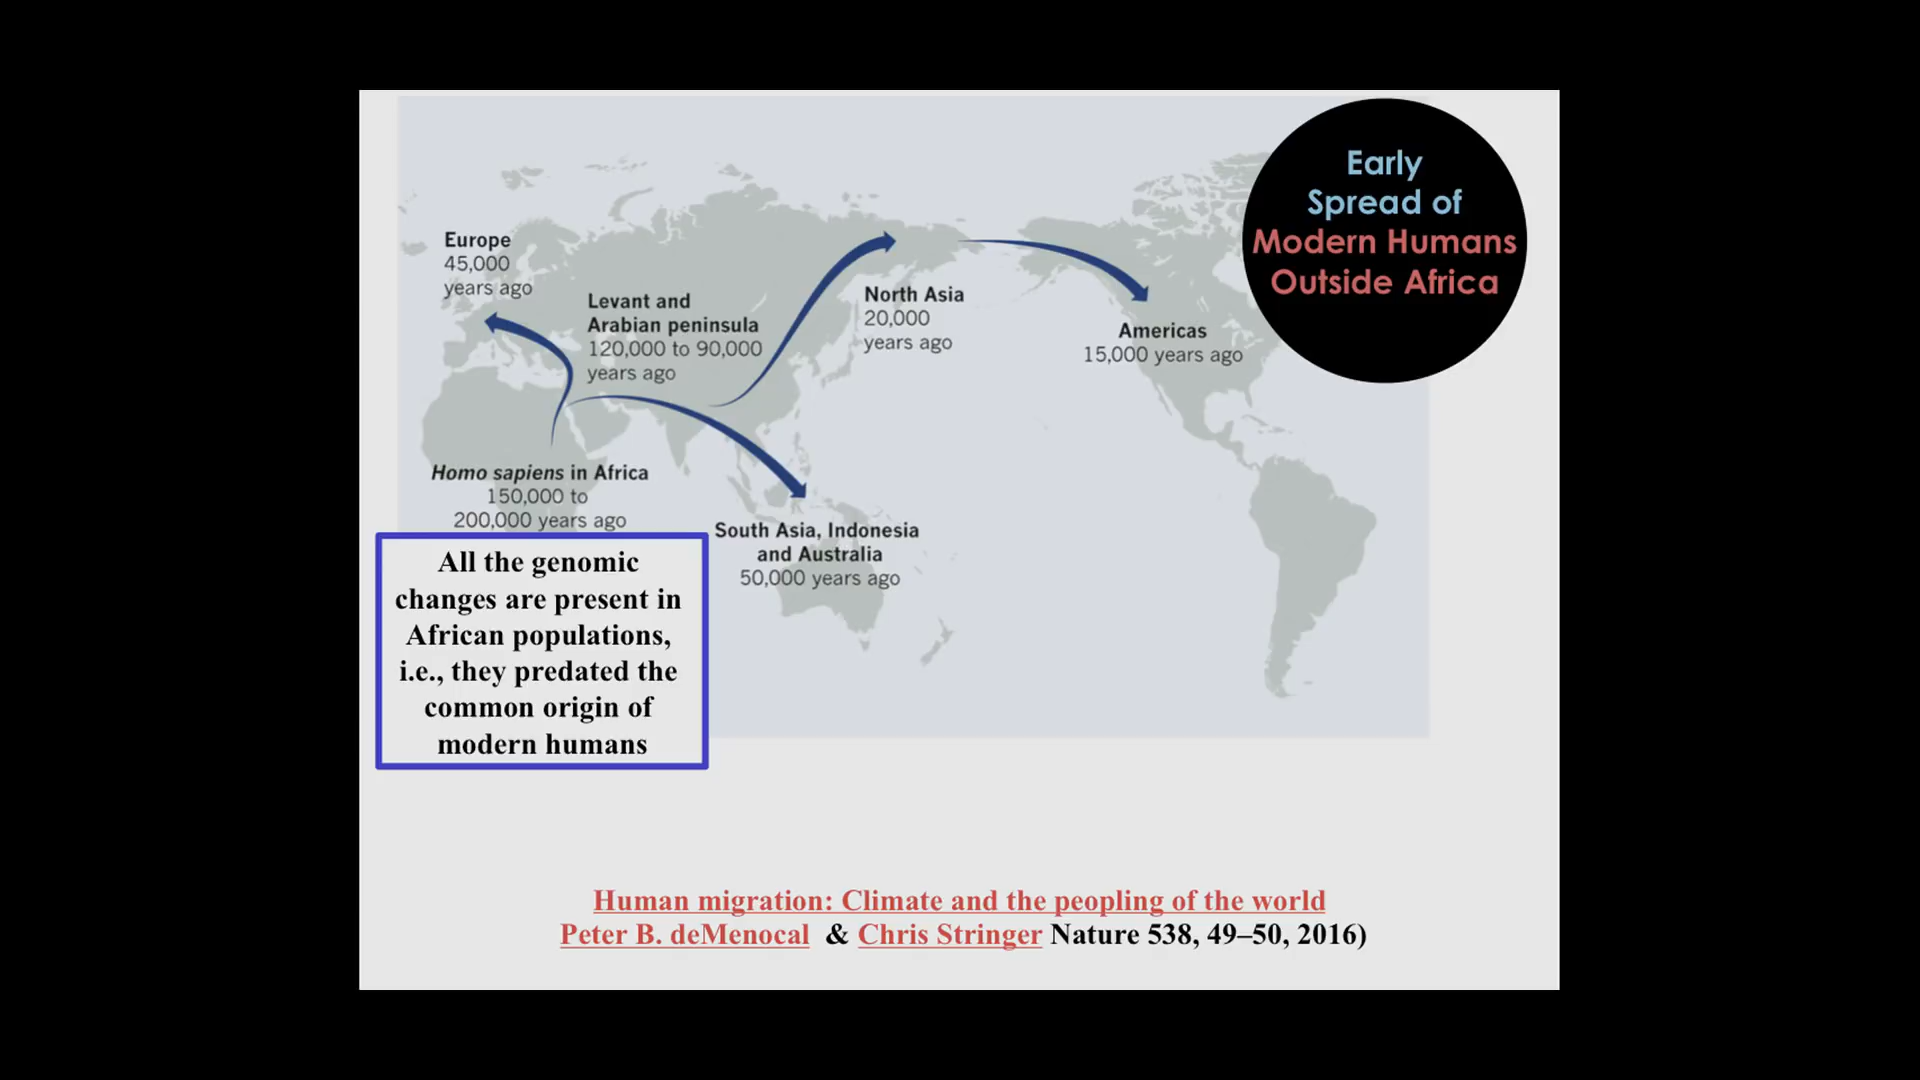 Early
Spread of
Modern Humans
Outside Africa
Europe
45,000
years ago
Levant and
Arabian peninsula
120,000 to 90,000
years ago
North Asia
20,000
years ago
Americas
15,000 years ago
Homo sapiens in Africa
150,000 to
200,000 years ago
South Asia, Indonesia
and Australia
50,000 years ago
All the genomic
changes are present in
African populations,
i.e., they predated the
common origin of
modern humans
Human migration: Climate and the peopling of the world
Peter B. deMenocal & Chris Stringer Nature 538, 49–50, 2016)